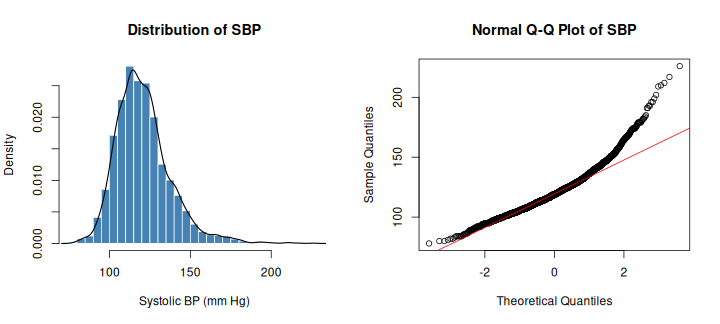 Distribution of SBP
Density
0.000
0.010
0.020
100
150
200
Systolic BP (mm Hg)
Normal Q-Q Plot of SBP
Sample Quantiles
100
150
200
-2
0
2
Theoretical Quantiles